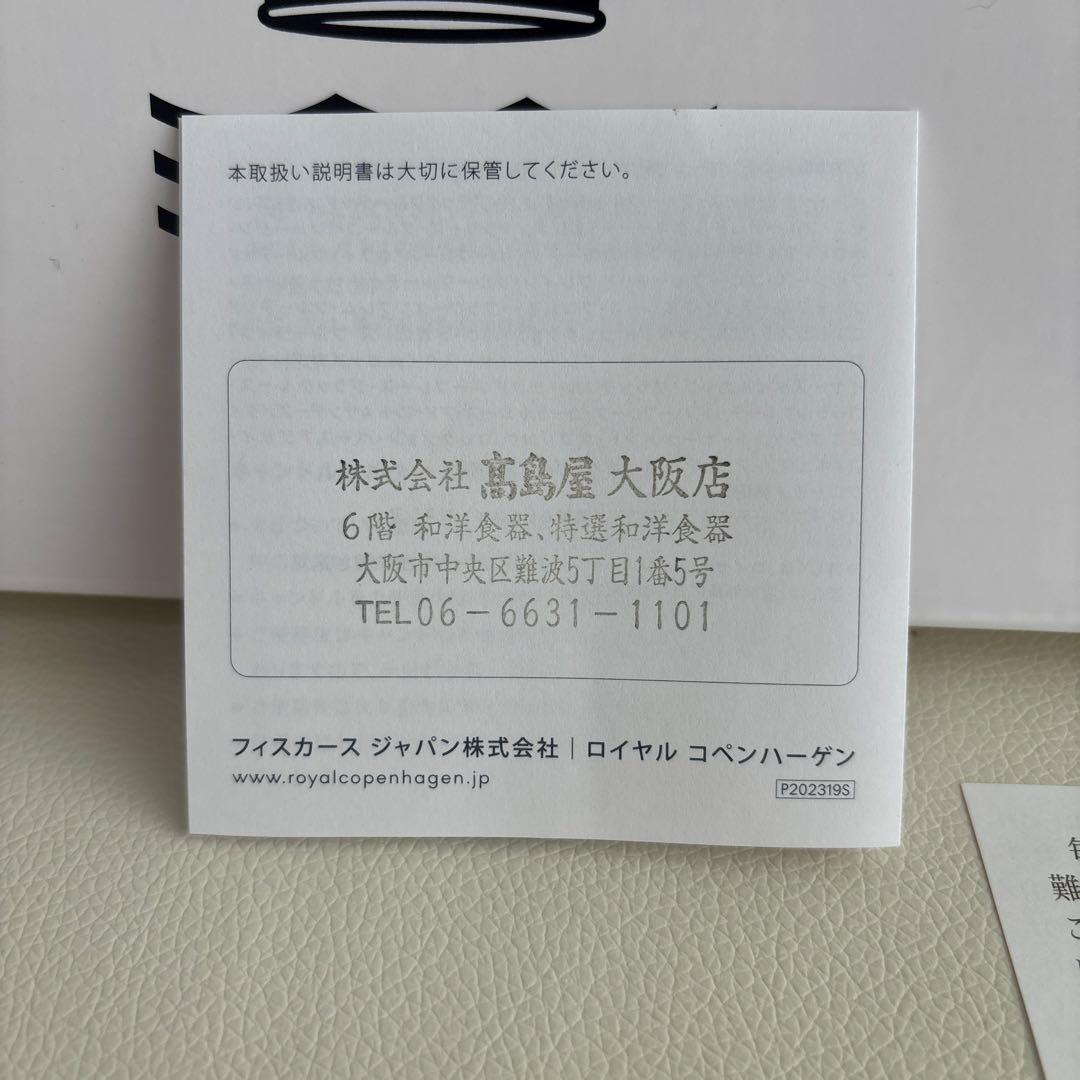 本取扱い説明書は大切に保管してください。
株式会社 髙島屋 大阪店
6階 和洋食器、特選和洋食器
大阪市中央区難波5丁目1番5号
TEL06-6631-1101
フィスカース ジャパン株式会社|ロイヤル コペンハーゲン
www.royalcopenhagen.jp
P202319S
難